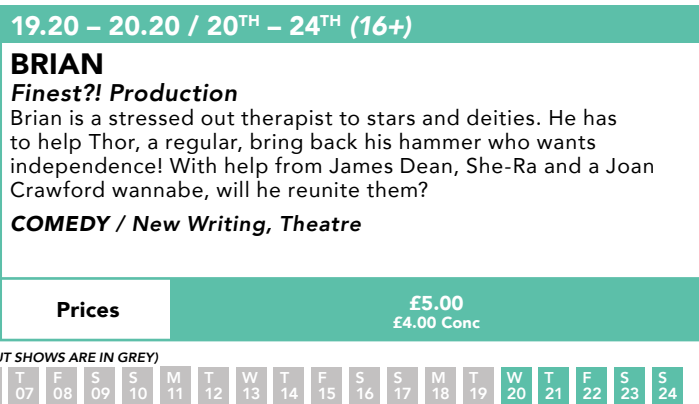 19.20 – 20.20 / 20TH – 24TH (16+)
BRIAN
Finest?! Production
Brian is a stressed out therapist to stars and deities. He has
to help Thor, a regular, bring back his hammer who wants
independence! With help from James Dean, She-Ra and a Joan
Crawford wannabe, will he reunite them?
COMEDY / New Writing, Theatre
Prices
£5.00
£4.00 Conc
SHOWS ARE IN GREY)
T F S S M T W T F S S M T W T F S S
07 08 09 10 11 12 13 14 15 16 17 18 19 20 21 22 23 24